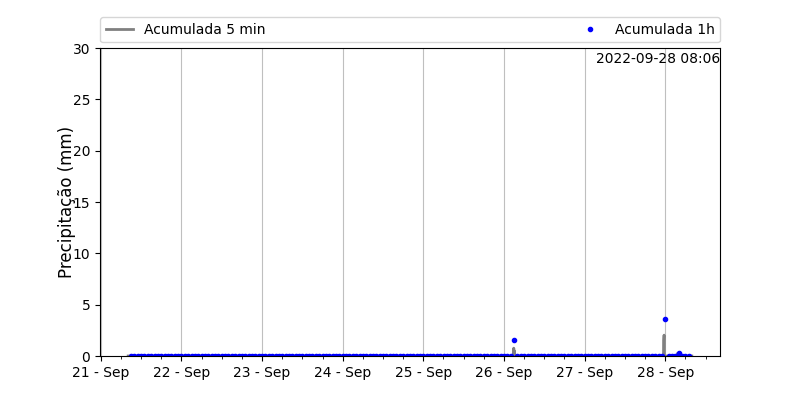 Acumulada 5 min
Acumulada 1h
2022-09-28 08:06
Precipitação (mm)
30
25
20
15
10
5
0
21 - Sep
22 - Sep
23 - Sep
24 - Sep
25 - Sep
26 - Sep
27 - Sep
28 - Sep